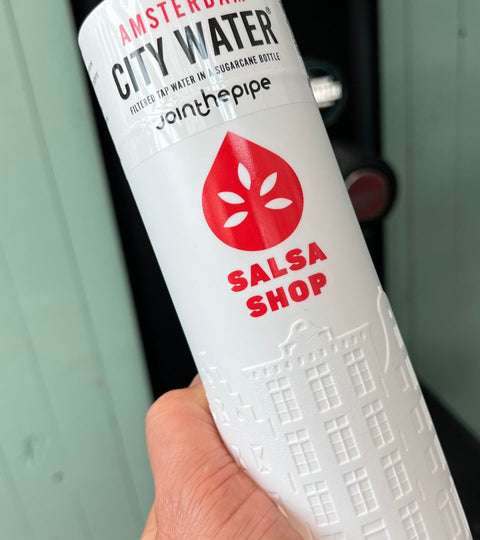 AMSTERDAM
CITY WATER®
FILTERED TAP WATER IN A SUGARCANE BOTTLE
jointhepipe
SALSA
SHOP